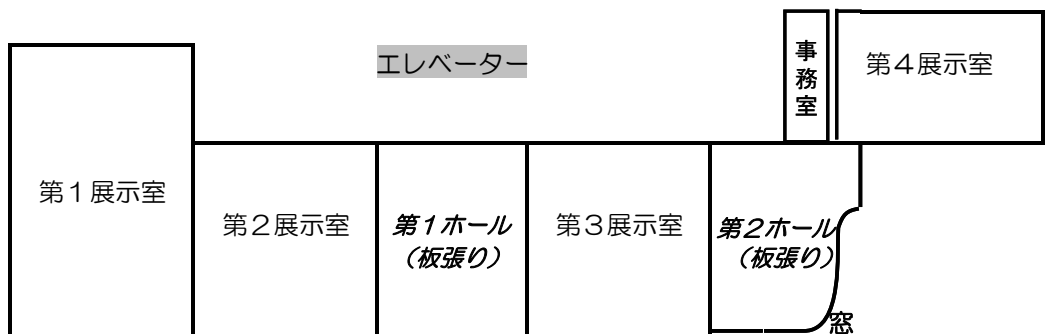 エレベーター
事務室
第４展示室
第１展示室
第２展示室
第１ホール
（板張り）
第３展示室
第２ホール
（板張り）
窓